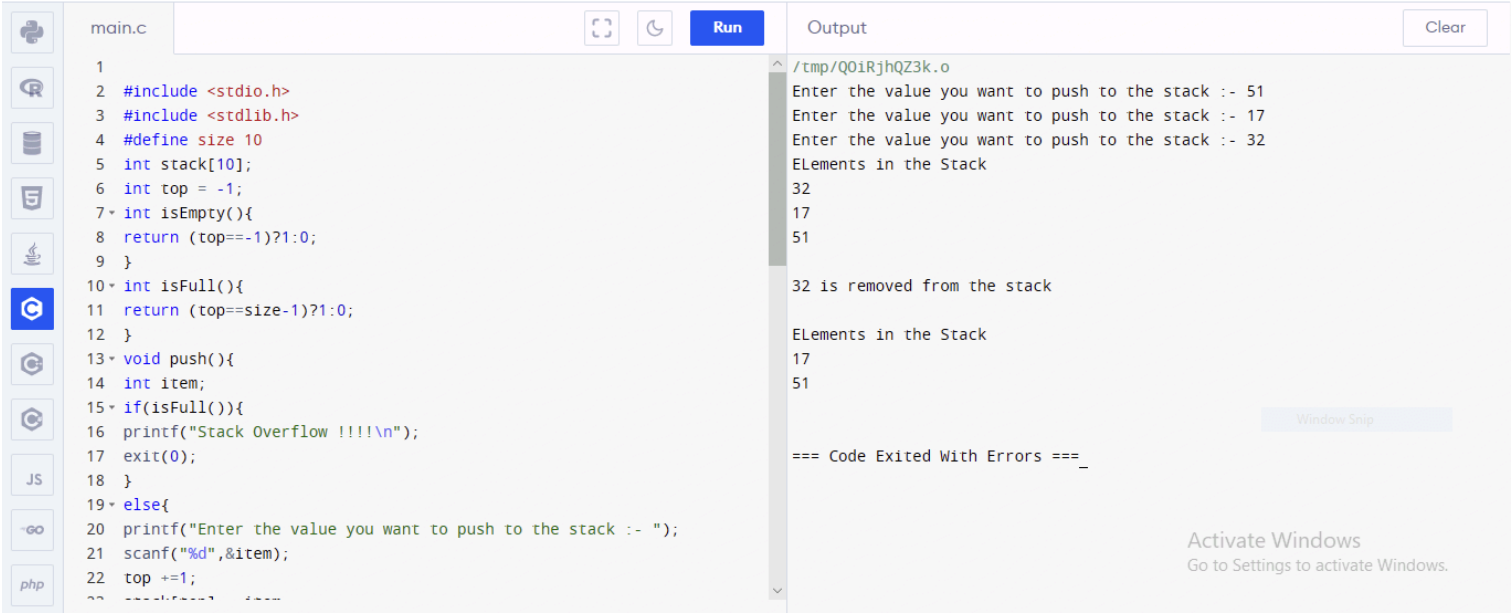 main.c
Run
Output
Clear
1
2 #include <stdio.h>
3 #include <stdlib.h>
4 #define size 10
5 int stack[10];
6 int top = -1;
7 int isEmpty(){
8 return (top==-1)?1:0;
9 }
10 int isFull(){
11 return (top==size-1)?1:0;
12 }
13 void push(){
14 int item;
15 if(isFull()){
16 printf("Stack Overflow !!!!\n");
17 exit(0);
18 }
19 else{
20 printf("Enter the value you want to push to the stack :- ");
21 scanf("%d",&item);
22 top +=1;
/tmp/QOiRjhQZ3k.o
Enter the value you want to push to the stack :- 51
Enter the value you want to push to the stack :- 17
Enter the value you want to push to the stack :- 32
ELements in the Stack
32
17
51
32 is removed from the stack
ELements in the Stack
17
51
Window Snip
=== Code Exited With Errors ===_
Activate Windows
Go to Settings to activate Windows.
R
5
C
C
C
JS
GO
php